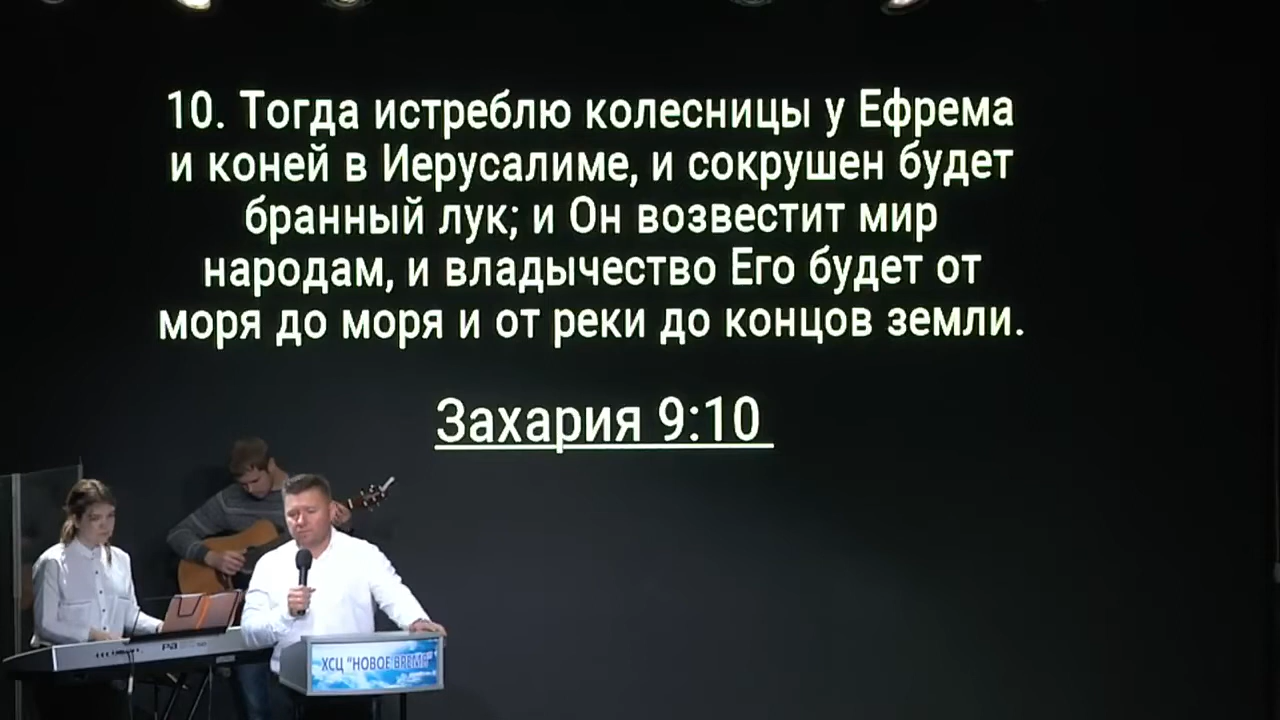 10. Тогда истреблю колесницы у Ефрема
и коней в Иерусалиме, и сокрушен будет
бранный лук; и Он возвестит мир
народам, и владычество Его будет от
моря до моря и от реки до концов земли.
Захария 9:10
ХСЦ "НОВОЕ ВРЕМЯ"